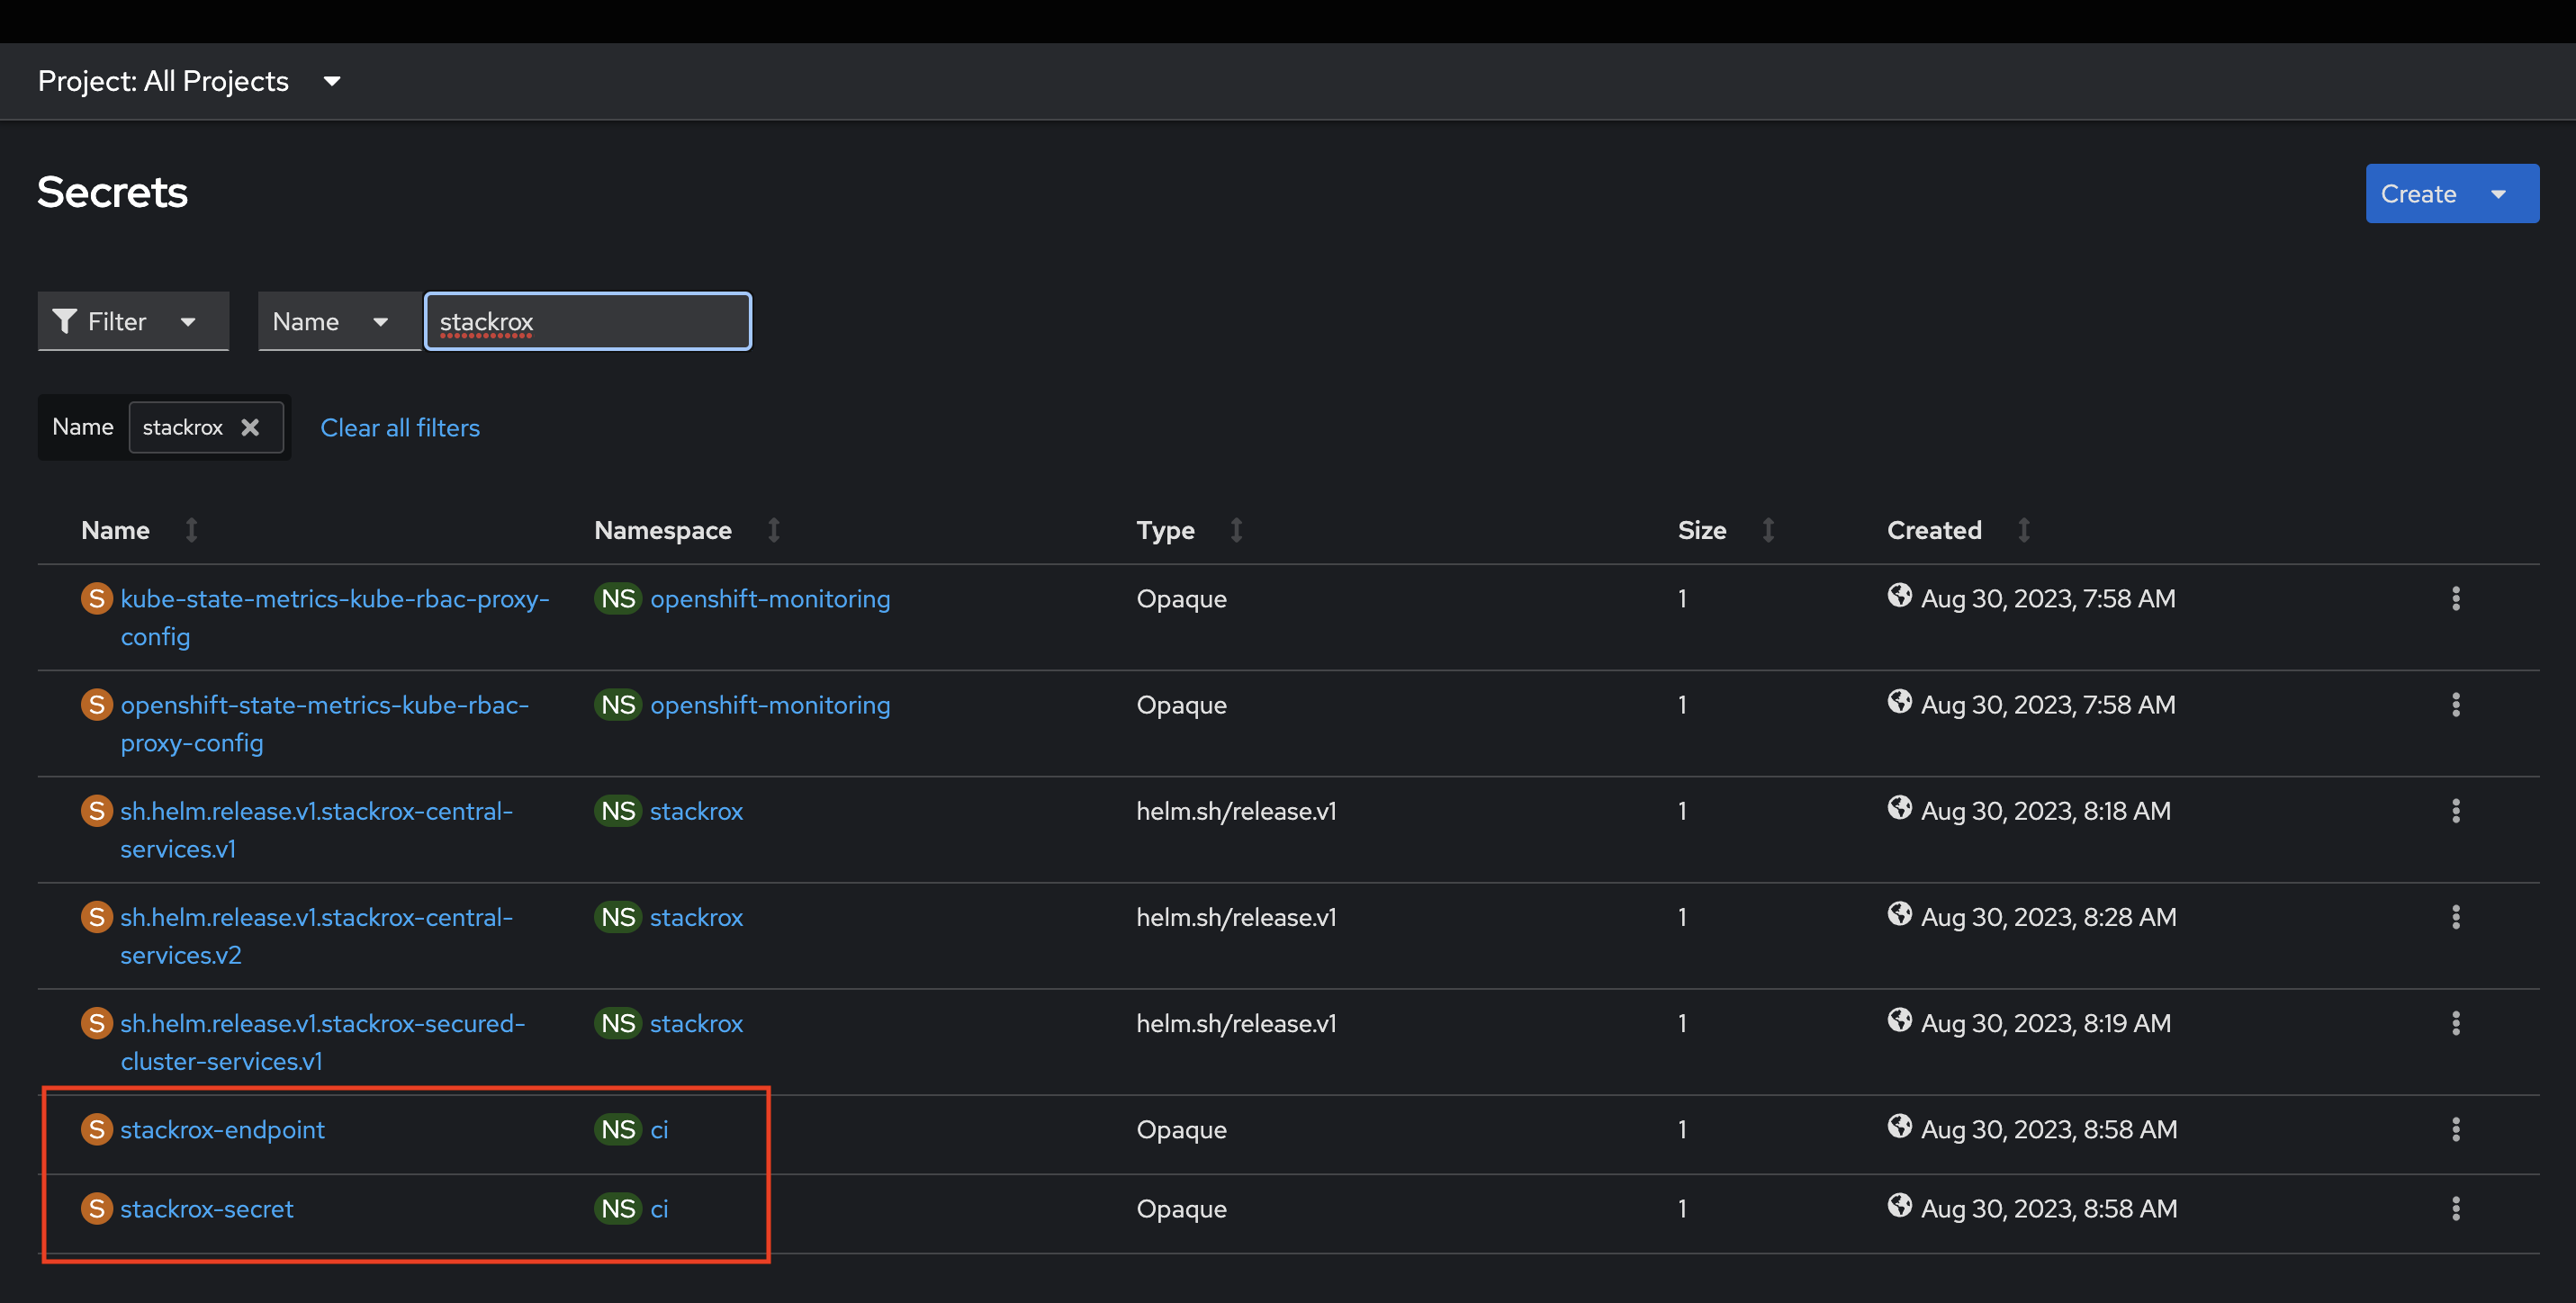 Project: All Projects
Secrets
Create
Filter
Name
stackrox
Name
stackrox
Clear all filters
Name Namespace Type Size Created
S kube-state-metrics-kube-rbac-proxy- NS openshift-monitoring Opaque 1 Aug 30, 2023, 7:58 AM
config
S openshift-state-metrics-kube-rbac- NS openshift-monitoring Opaque 1 Aug 30, 2023, 7:58 AM
proxy-config
S sh.helm.release.v1.stackrox-central- NS stackrox helm.sh/release.v1 1 Aug 30, 2023, 8:18 AM
services.v1
S sh.helm.release.v1.stackrox-central- NS stackrox helm.sh/release.v1 1 Aug 30, 2023, 8:28 AM
services.v2
S sh.helm.release.v1.stackrox-secured- NS stackrox helm.sh/release.v1 1 Aug 30, 2023, 8:19 AM
cluster-services.v1
S stackrox-endpoint NS ci Opaque 1 Aug 30, 2023, 8:58 AM
S stackrox-secret NS ci Opaque 1 Aug 30, 2023, 8:58 AM